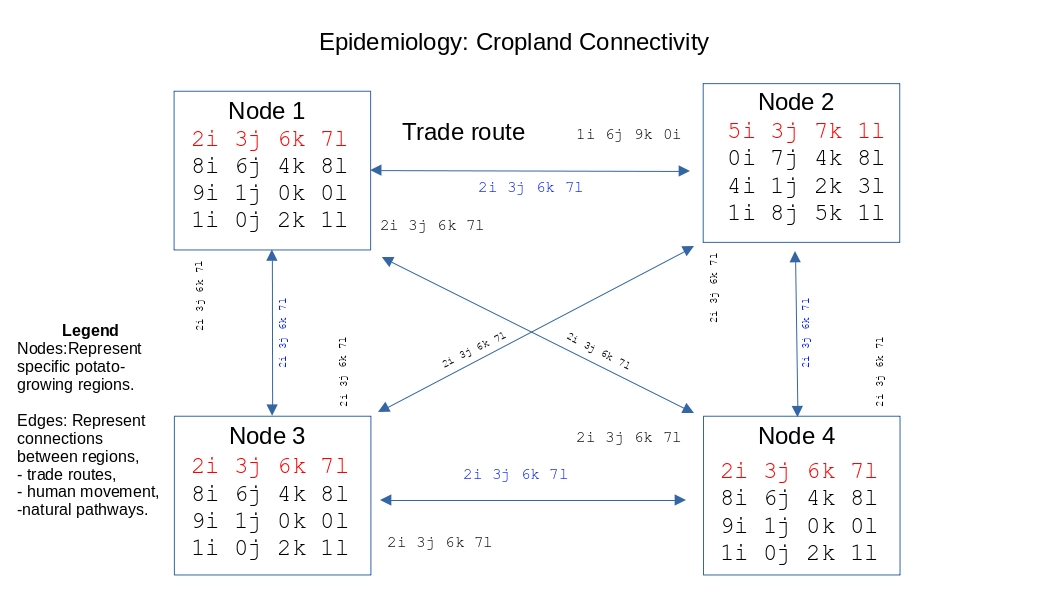 Epidemiology: Cropland Connectivity
Node 1
2i 3j 6k 7l
8i 6j 4k 8l
9i 1j 0k 0l
1i 0j 2k 1l
Trade route
1i 6j 9k 0i
2i 3j 6k 7l
2i 3j 6k 7l
Node 2
5i 3j 7k 1l
0i 7j 4k 8l
4i 1j 2k 3l
1i 8j 5k 1l
2i 3j 6k 7l
2i 3j 6k 7l
2i 3j 6k 7l
2i 3j 6k 7l
2i 3j 6k 7l
2i 3j 6k 7l
2i 3j 6k 7l
2i 3j 6k 7l
Legend
Nodes:Represent
specific potato-
growing regions.
Edges: Represent
connections
between regions,
- trade routes,
- human movement,
-natural pathways.
Node 3
2i 3j 6k 7l
8i 6j 4k 8l
9i 1j 0k 0l
1i 0j 2k 1l
2i 3j 6k 7l
2i 3j 6k 7l
2i 3j 6k 7l
Node 4
2i 3j 6k 7l
8i 6j 4k 8l
9i 1j 0k 0l
1i 0j 2k 1l